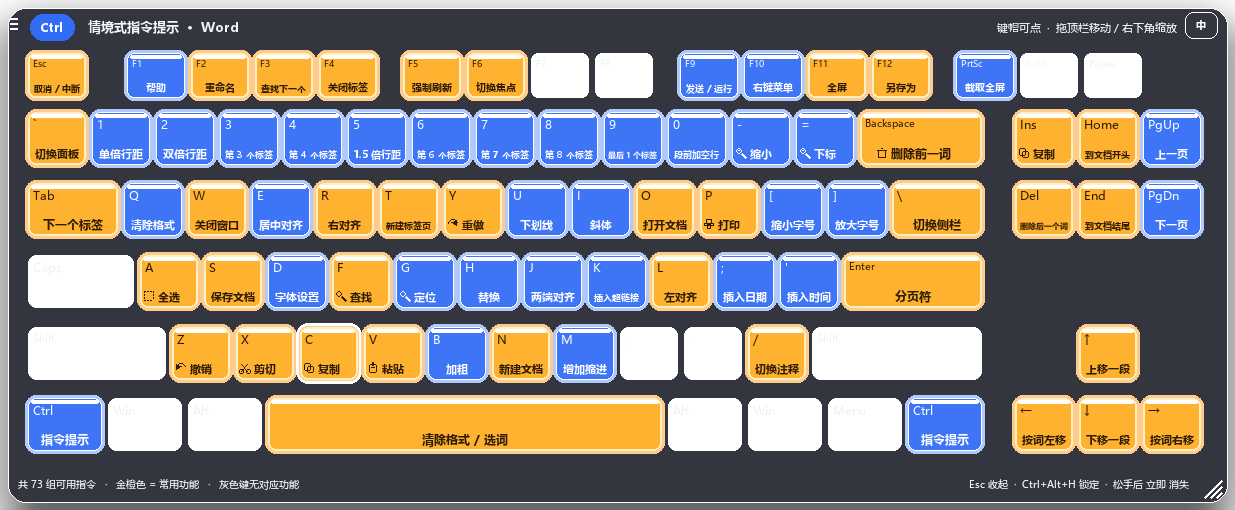 Ctrl 情境式指令提示 • Word 键帽可点 · 拖顶栏移动 / 右下角缩放 中
Esc F1 F2 F3 F4 F5 F6 F7 F8 F9 F10 F11 F12 PrtSc ScrLk Pause
取消 / 中断 帮助 重命名 查找下一个 关闭标签 强制刷新 切换焦点 发送 / 运行 右键菜单 全屏 另存为 截取全屏
` 1 2 3 4 5 6 7 8 9 0 - = Backspace Ins Home PgUp
切换面板 单倍行距 双倍行距 第 3 个标签 第 4 个标签 1.5 倍行距 第 6 个标签 第 7 个标签 第 8 个标签 最后 1 个标签 段前加空行 缩小 下标 删除前一词 复制 到文档开头 上一页
Tab Q W E R T Y U I O P [ ] \ Del End PgDn
下一个标签 清除格式 关闭窗口 居中对齐 右对齐 新建标签页 重做 下划线 斜体 打开文档 打印 缩小字号 放大字号 切换侧栏 删除后一个词 到文档结尾 下一页
Caps A S D F G H J K L ; ' Enter
全选 保存文档 字体设置 查找 定位 替换 两端对齐 插入超链接 左对齐 插入日期 插入时间 分页符
Shift Z X C V B N M / Shift ↑
撤销 剪切 复制 粘贴 加粗 新建文档 增加缩进 切换注释 上移一段
Ctrl Win Alt Alt Win Menu Ctrl ← ↓ →
指令提示 清除格式 / 选词 指令提示 按词左移 下移一段 按词右移
共 73 组可用指令 · 金橙色 = 常用功能 · 灰色键无对应功能 Esc 收起 · Ctrl+Alt+H 锁定 · 松手后 立即 消失